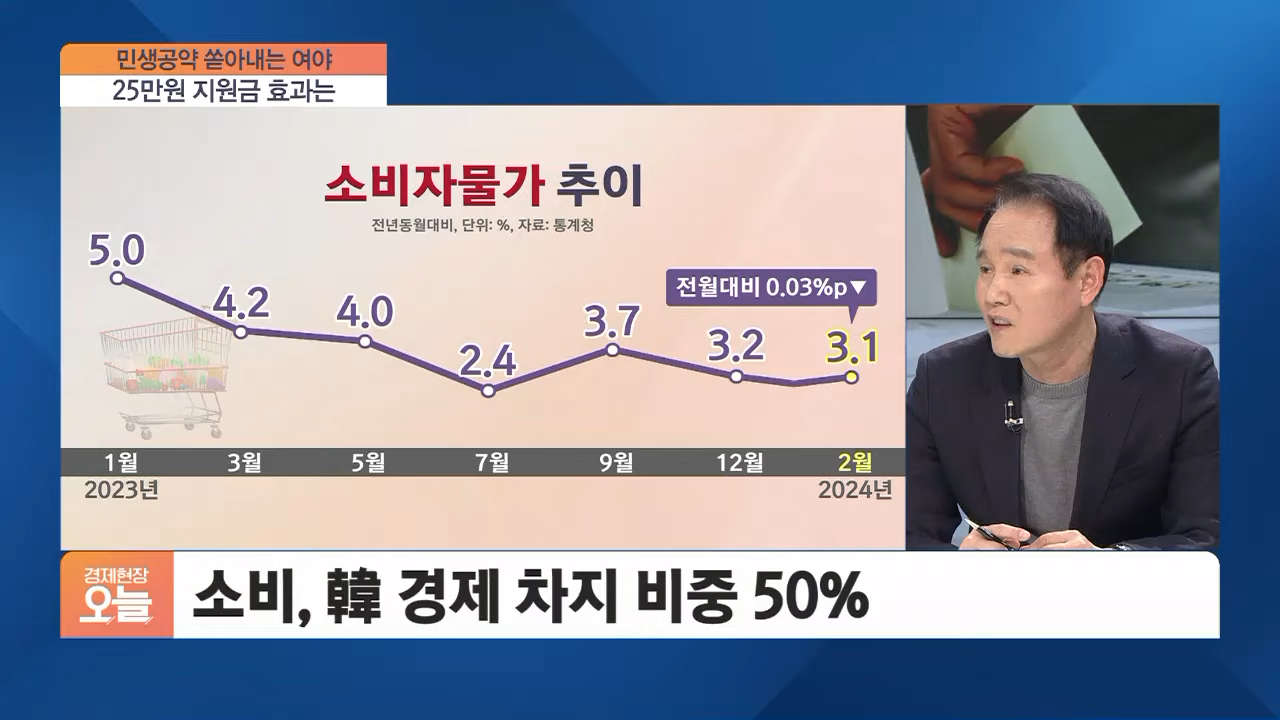 민생공약 쏟아내는 여야
25만원 지원금 효과는
소비자물가 추이
전년동월대비, 단위: %, 자료: 통계청
5.0
4.2
4.0
2.4
3.7
3.2
전월대비 0.03%p▼
3.1
1월 3월 5월 7월 9월 12월 2월
2023년 2024년
경제현장
오늘
소비, 韓 경제 차지 비중 50%